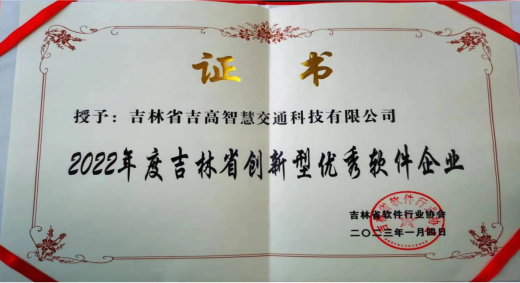 证书
授予：吉林省吉高智慧交通科技有限公司
2022年度吉林省创新型优秀软件企业
吉林省软件行业协会
二〇二三年一月四日